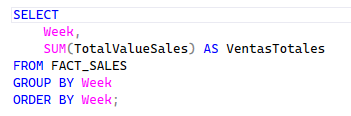 SELECT
    Week,
    SUM(TotalValueSales) AS VentasTotales
FROM FACT_SALES
GROUP BY Week
ORDER BY Week;